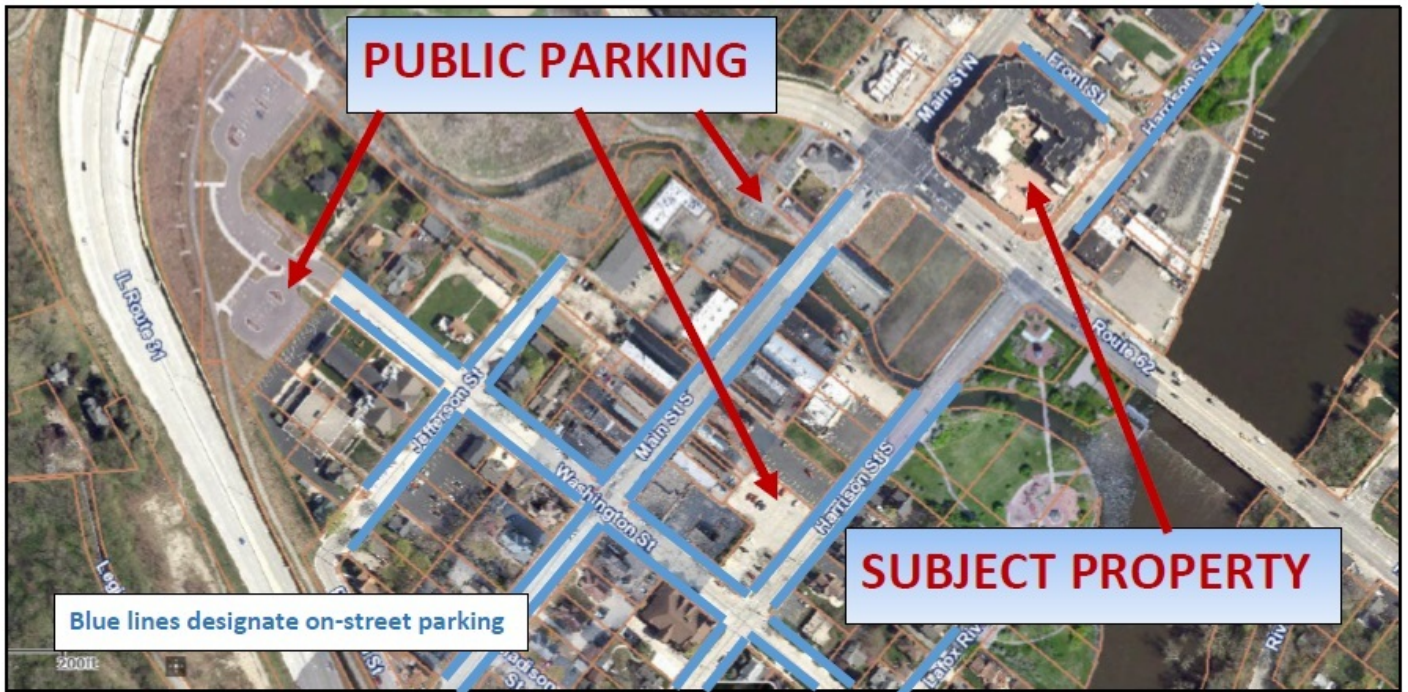 PUBLIC PARKING
Main St N
Front St
Harrison St N
IL Route 31
Route 62
Jefferson St
Main St S
Washington St
Harrison St S
SUBJECT PROPERTY
Blue lines designate on-street parking
200ft
St